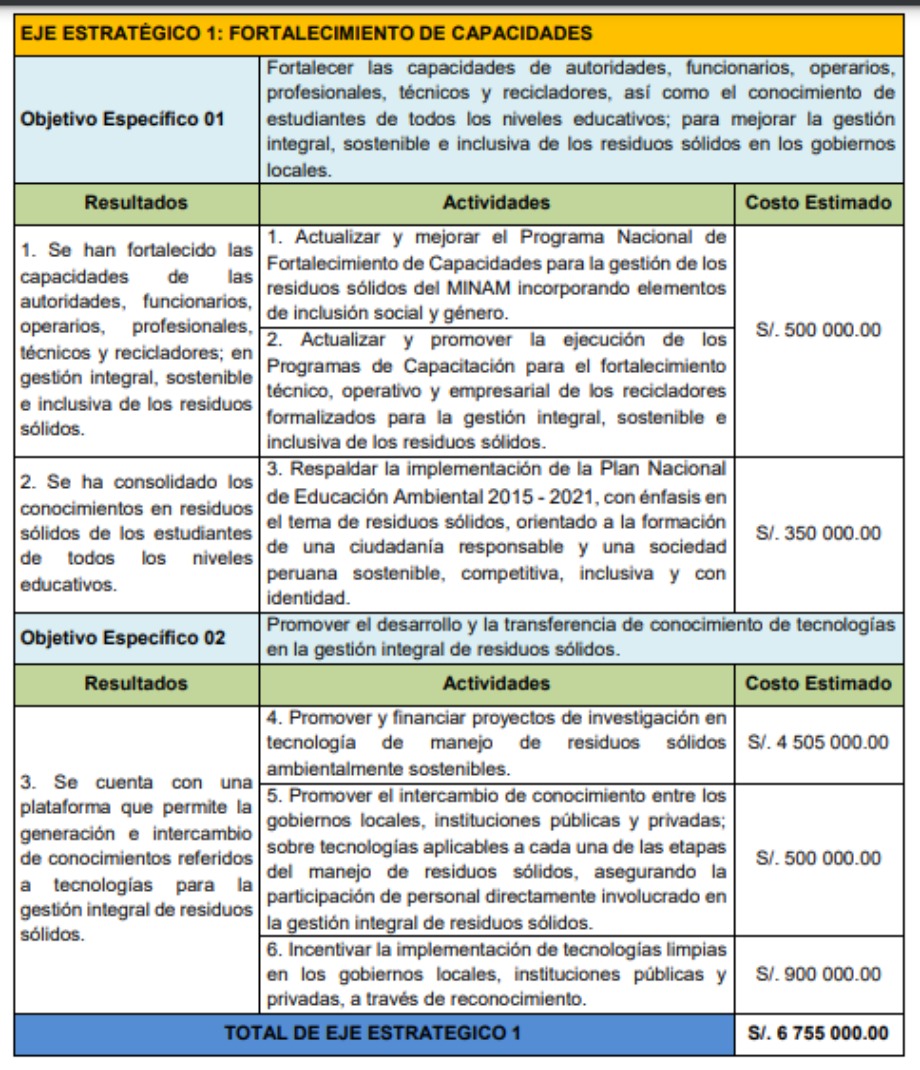 EJE ESTRATÉGICO 1: FORTALECIMIENTO DE CAPACIDADES
Objetivo Específico 01
Fortalecer las capacidades de autoridades, funcionarios, operarios,
profesionales, técnicos y recicladores, así como el conocimiento de
estudiantes de todos los niveles educativos; para mejorar la gestión
integral, sostenible e inclusiva de los residuos sólidos en los gobiernos
locales.
Resultados
Actividades
Costo Estimado
1. Se han fortalecido las
capacidades de las
autoridades, funcionarios,
operarios, profesionales,
técnicos y recicladores; en
gestión integral, sostenible
e inclusiva de los residuos
sólidos.
1. Actualizar y mejorar el Programa Nacional de
Fortalecimiento de Capacidades para la gestión de los
residuos sólidos del MINAM incorporando elementos
de inclusión social y género.
2. Actualizar y promover la ejecución de los
Programas de Capacitación para el fortalecimiento
técnico, operativo y empresarial de los recicladores
formalizados para la gestión integral, sostenible e
inclusiva de los residuos sólidos.
S/. 500 000.00
2. Se ha consolidado los
conocimientos en residuos
sólidos de los estudiantes
de todos los niveles
educativos.
3. Respaldar la implementación de la Plan Nacional
de Educación Ambiental 2015 - 2021, con énfasis en
el tema de residuos sólidos, orientado a la formación
de una ciudadanía responsable y una sociedad
peruana sostenible, competitiva, inclusiva y con
identidad.
S/. 350 000.00
Objetivo Específico 02
Promover el desarrollo y la transferencia de conocimiento de tecnologías
en la gestión integral de residuos sólidos.
Resultados
Actividades
Costo Estimado
3. Se cuenta con una
plataforma que permite la
generación e intercambio
de conocimientos referidos
a tecnologías para la
gestión integral de residuos
sólidos.
4. Promover y financiar proyectos de investigación en
tecnología de manejo de residuos sólidos
ambientalmente sostenibles.
S/. 4 505 000.00
5. Promover el intercambio de conocimiento entre los
gobiernos locales, instituciones públicas y privadas;
sobre tecnologías aplicables a cada una de las etapas
del manejo de residuos sólidos, asegurando la
participación de personal directamente involucrado en
la gestión integral de residuos sólidos.
S/. 500 000.00
6. Incentivar la implementación de tecnologías limpias
en los gobiernos locales, instituciones públicas y
privadas, a través de reconocimiento.
S/. 900 000.00
TOTAL DE EJE ESTRATEGICO 1
S/. 6 755 000.00